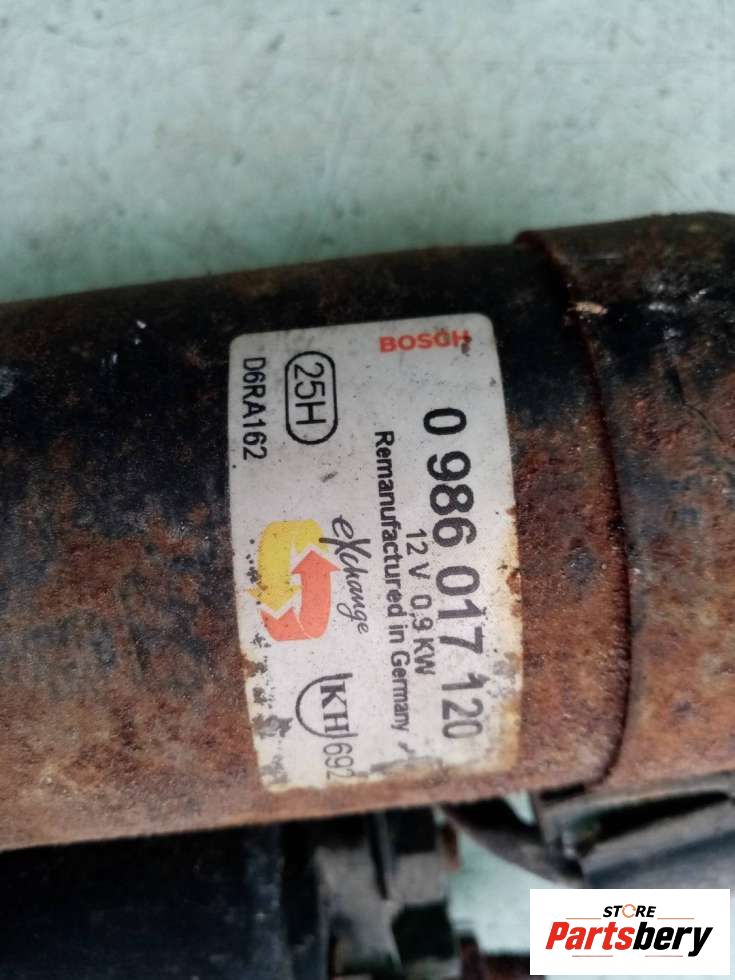 BOSCH
0 986 017 120
12 V 0,9 KW
Remanufactured in Germany
25H
D6RA162
eXchange
KH 692
STORE
Partsbery